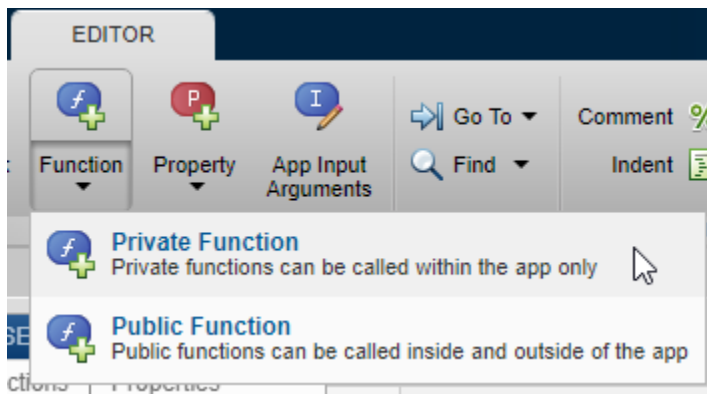 EDITOR
Function
Property
App Input
Arguments
Go To
Find
Comment
Indent
Private Function
Private functions can be called within the app only
Public Function
Public functions can be called inside and outside of the app